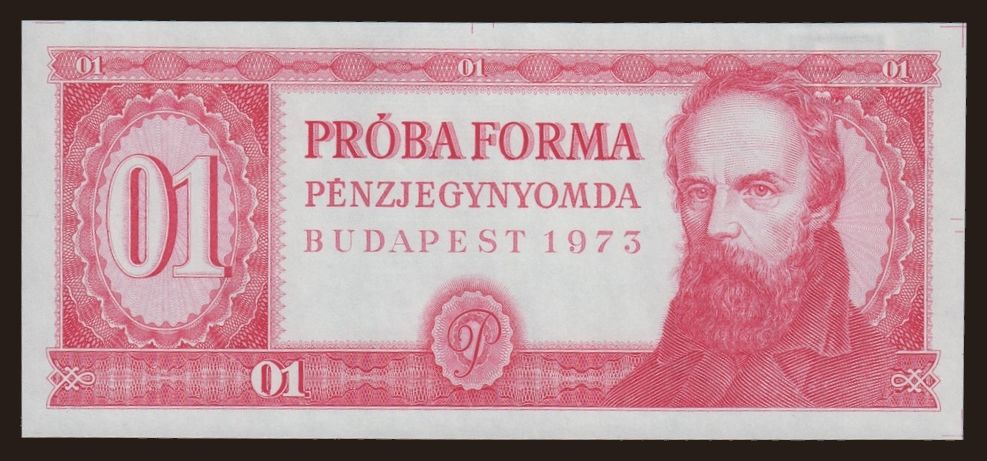 01 01 01
PRÓBA FORMA
PÉNZJEGYNYOMDA
01
BUDAPEST 1973
P
01